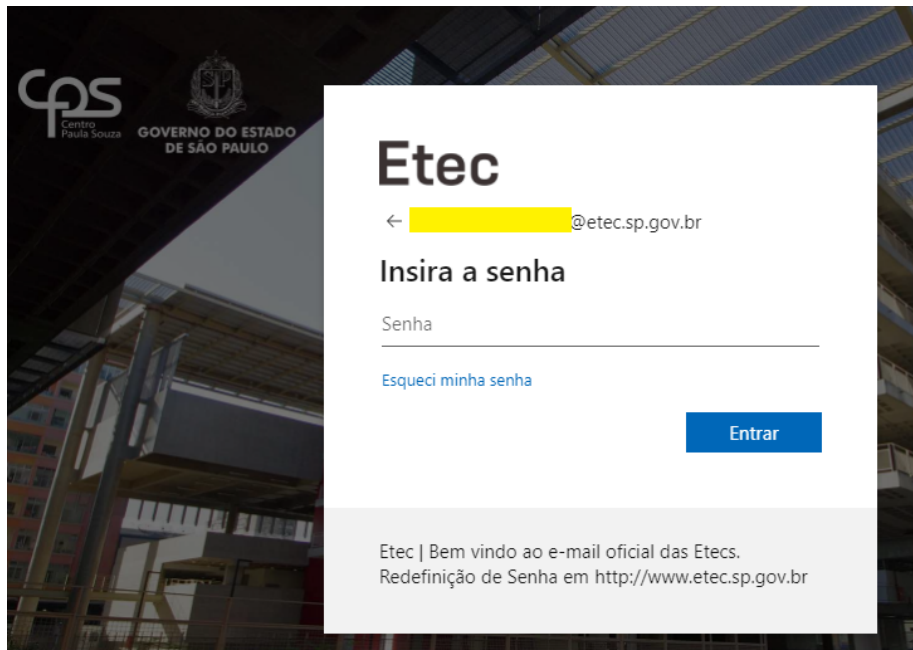 cps
Centro
Paula Souza
GOVERNO DO ESTADO
DE SÃO PAULO
Etec
@etec.sp.gov.br
Insira a senha
Senha
Esqueci minha senha
Entrar
Etec | Bem vindo ao e-mail oficial das Etecs.
Redefinição de Senha em http://www.etec.sp.gov.br